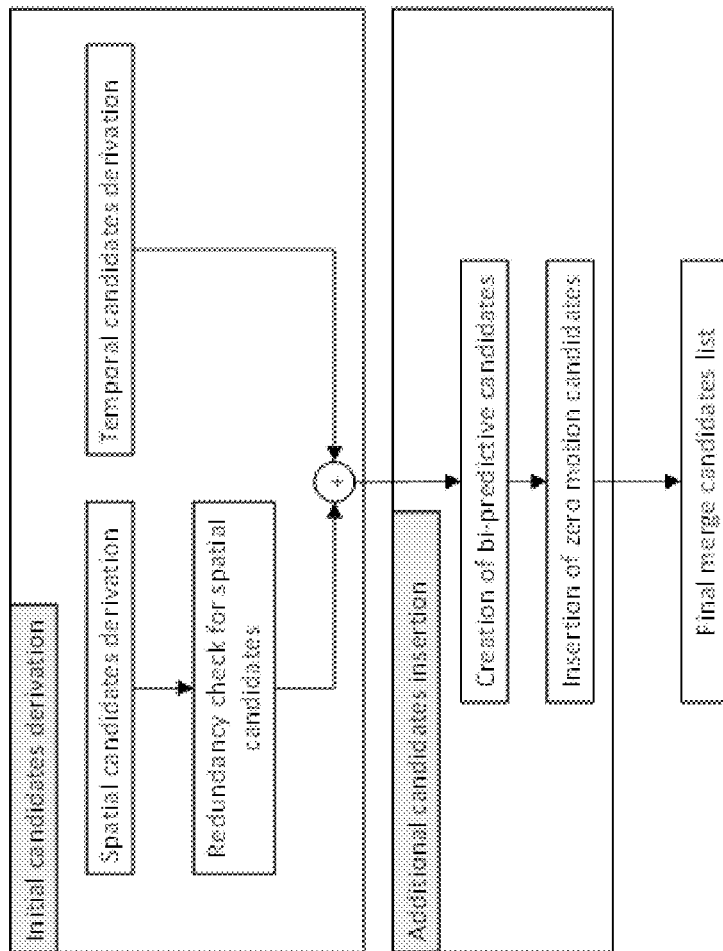 Initial candidates derivation
Spatial candidates derivation
Temporal candidates derivation
Redundancy check for spatial
candidates
+
Additional candidates insertion
Creation of bi-predictive candidates
Insertion of zero motion candidates
Final merge candidates list